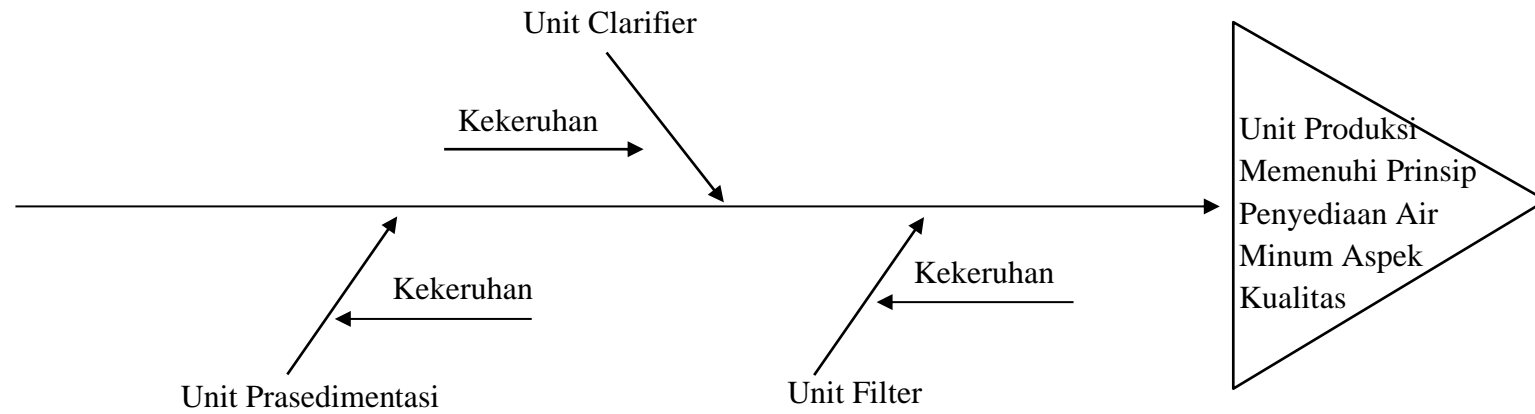 Unit Clarifier
Kekeruhan
Unit Produksi
Memenuhi Prinsip
Penyediaan Air
Minum Aspek
Kualitas
Kekeruhan
Kekeruhan
Unit Prasedimentasi
Unit Filter